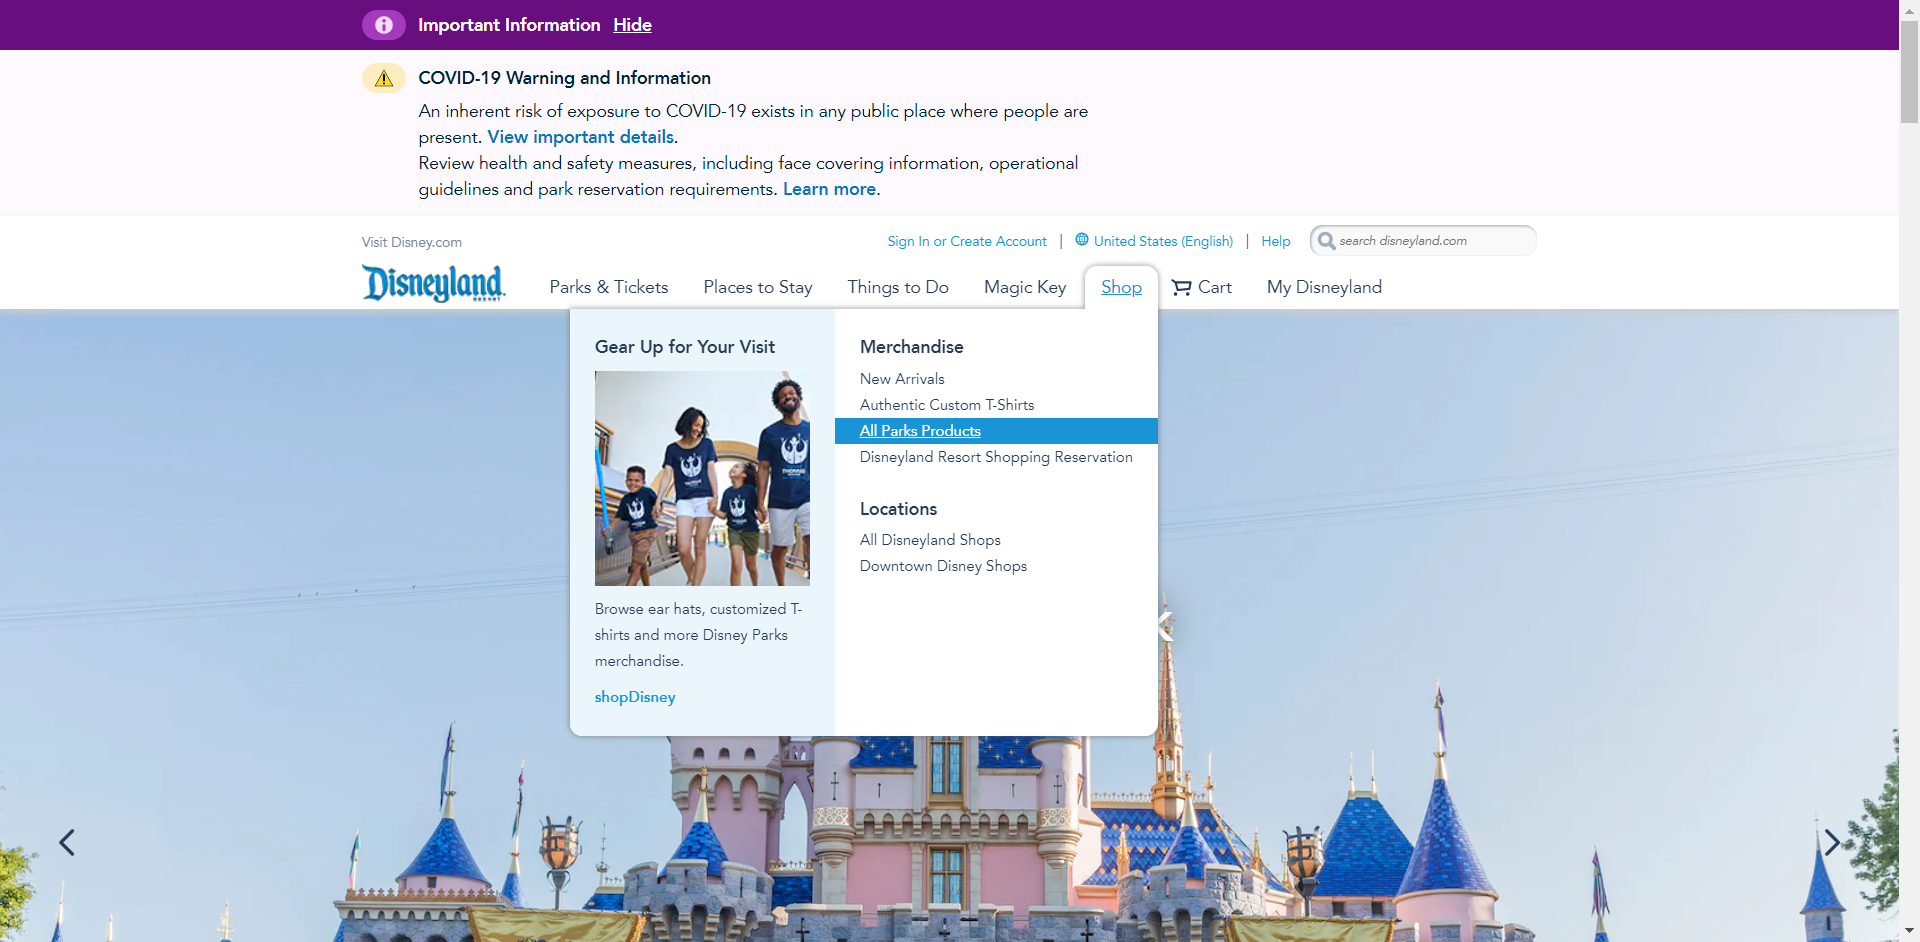 Important Information Hide
COVID-19 Warning and Information
An inherent risk of exposure to COVID-19 exists in any public place where people are
present. View important details.
Review health and safety measures, including face covering information, operational
guidelines and park reservation requirements. Learn more.
Visit Disney.com
Sign In or Create Account | United States (English) | Help
search disneyland.com
Disneyland
RESORT
Parks & Tickets
Places to Stay
Things to Do
Magic Key
Shop
Cart
My Disneyland
Gear Up for Your Visit
Browse ear hats, customized T-
shirts and more Disney Parks
merchandise.
shopDisney
Merchandise
New Arrivals
Authentic Custom T-Shirts
All Parks Products
Disneyland Resort Shopping Reservation
Locations
All Disneyland Shops
Downtown Disney Shops